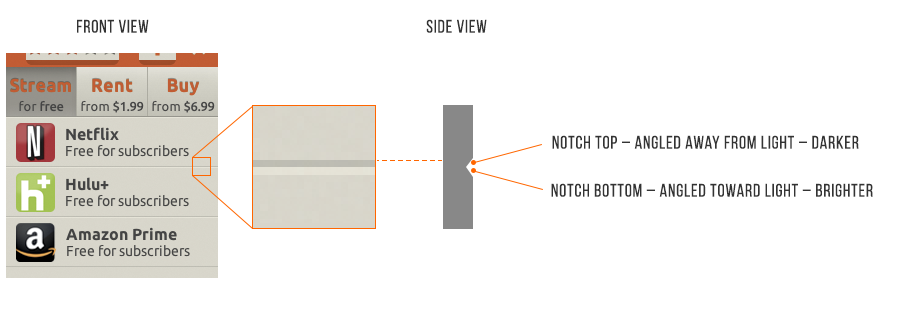 FRONT VIEW
SIDE VIEW
Stream
for free
Rent
from $1.99
Buy
from $6.99
N
Netflix
Free for subscribers
h+
Hulu+
Free for subscribers
a
Amazon Prime
Free for subscribers
NOTCH TOP – ANGLED AWAY FROM LIGHT – DARKER
NOTCH BOTTOM – ANGLED TOWARD LIGHT – BRIGHTER